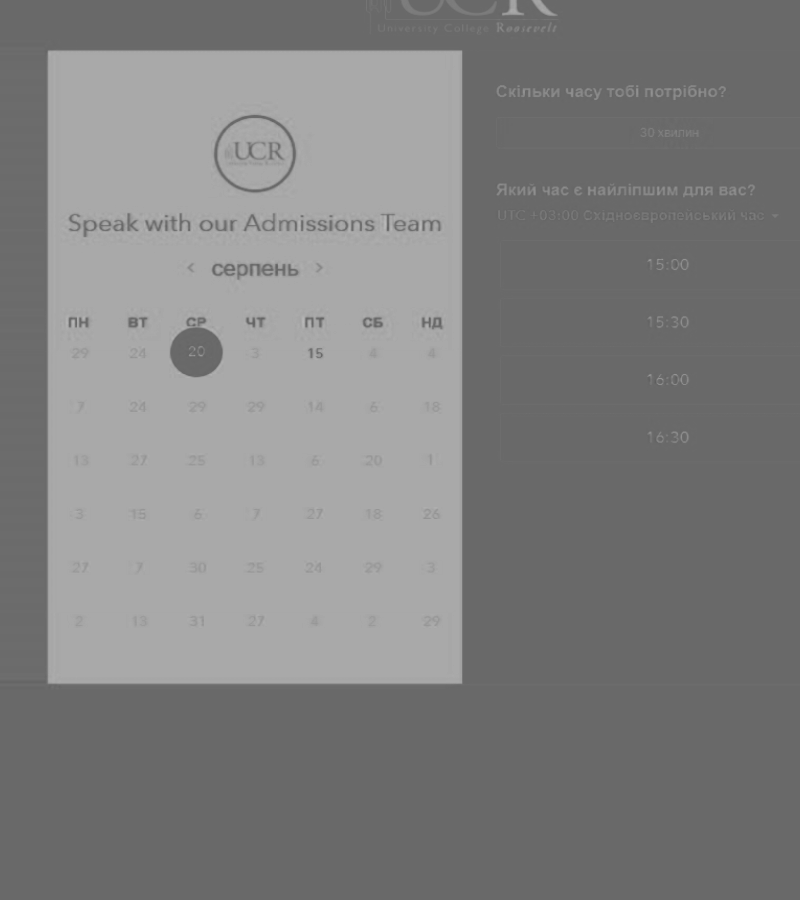 UCR
University College Roosevelt
UCR
Speak with our Admissions Team
‹ серпень ›
ПН ВТ СР ЧТ ПТ СБ НД
29 24 20 3 15 4 4
7 24 29 29 14 6 18
13 27 25 13 6 20 1
3 15 6 7 27 18 26
27 7 30 25 24 29 3
2 13 31 27 4 2 29
Скільки часу тобі потрібно?
30 хвилин
Який час є найліпшим для вас?
UTC +03:00 Східноєвропейський час
15:00
15:30
16:00
16:30